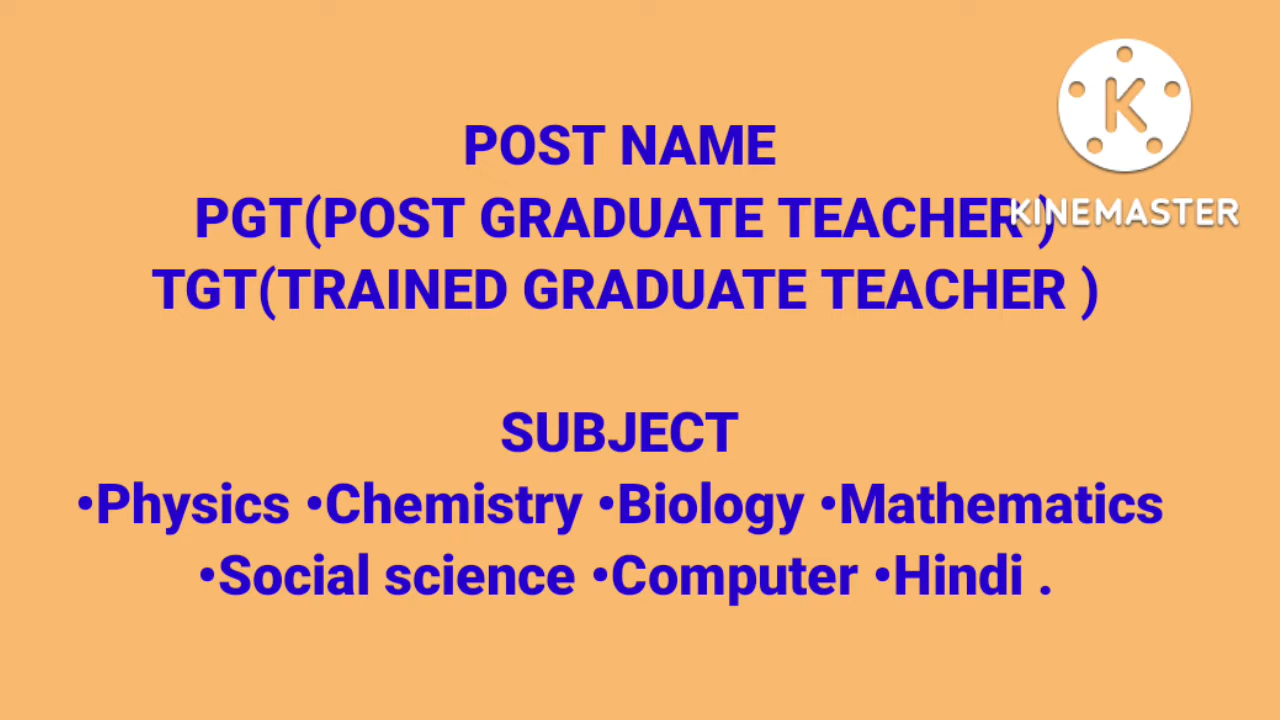 POST NAME
PGT(POST GRADUATE TEACHER )
KINEMASTER
TGT(TRAINED GRADUATE TEACHER )
SUBJECT
•Physics •Chemistry •Biology •Mathematics
•Social science •Computer •Hindi .